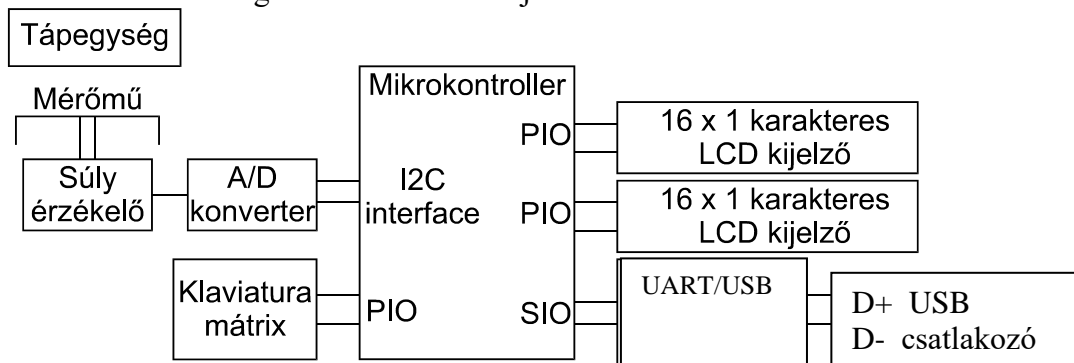 Tápegység
Mérőmű
Súly
érzékelő
A/D
konverter
Klaviatura
mátrix
Mikrokontroller
I2C
interface
PIO
PIO
PIO
SIO
16 x 1 karakteres
LCD kijelző
16 x 1 karakteres
LCD kijelző
UART/USB
D+ USB
D- csatlakozó